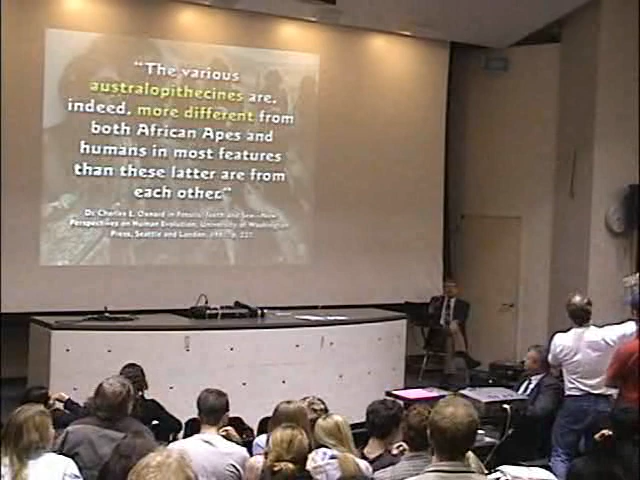 "The various
australopithecines are,
indeed, more different from
both African Apes and
humans in most features
than these latter are from
each other."
Dr. Charles E. Oxnard in Fossils, Teeth and Sex—New
Perspectives on Human Evolution, University of Washington
Press, Seattle and London, p. 227